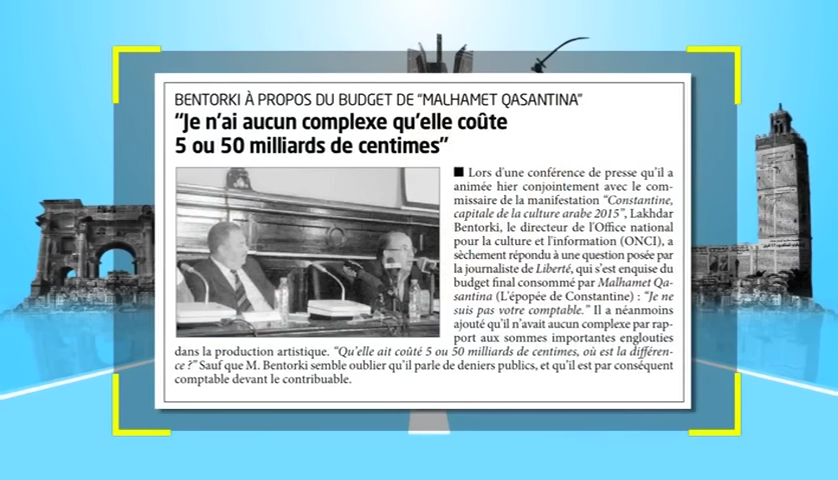 BENTORKI À PROPOS DU BUDGET DE "MALHAMET QASANTINA"
"Je n'ai aucun complexe qu'elle coûte
5 ou 50 milliards de centimes"
■ Lors d'une conférence de presse qu'il a
animée hier conjointement avec le com-
missaire de la manifestation "Constantine,
capitale de la culture arabe 2015", Lakhdar
Bentorki, le directeur de l'Office national
pour la culture et l'information (ONCI), a
sèchement répondu à une question posée par
la journaliste de Liberté, qui s'est enquise du
budget final consommé par Malhamet Qa-
santina (L'épopée de Constantine) : "Je ne
suis pas votre comptable." Il a néanmoins
ajouté qu'il n'avait aucun complexe par rap-
port aux sommes importantes englouties
dans la production artistique. "Qu'elle ait coûté 5 ou 50 milliards de centimes, où est la différen-
ce ?" Sauf que M. Bentorki semble oublier qu'il parle de deniers publics, et qu'il est par conséquent
comptable devant le contribuable.